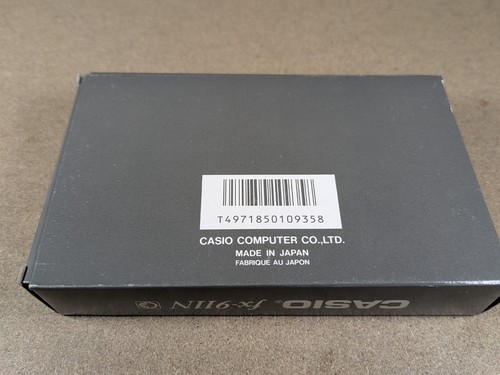 T4971850109358
CASIO COMPUTER CO.,LTD.
MADE IN JAPAN
FABRIQUE AU JAPON
CASIO® fx-911N